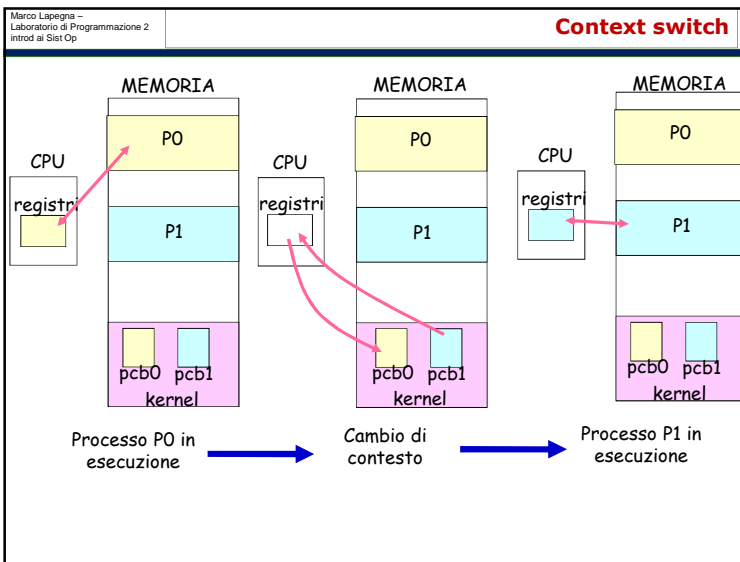 Marco Lapegna –
Laboratorio di Programmazione 2
introd ai Sist Op
Context switch
MEMORIA
P0
CPU
registri
P1
pcb0 pcb1
kernel
Processo P0 in
esecuzione
MEMORIA
P0
CPU
registri
P1
pcb0 pcb1
kernel
Cambio di
contesto
MEMORIA
P0
CPU
registri
P1
pcb0 pcb1
kernel
Processo P1 in
esecuzione